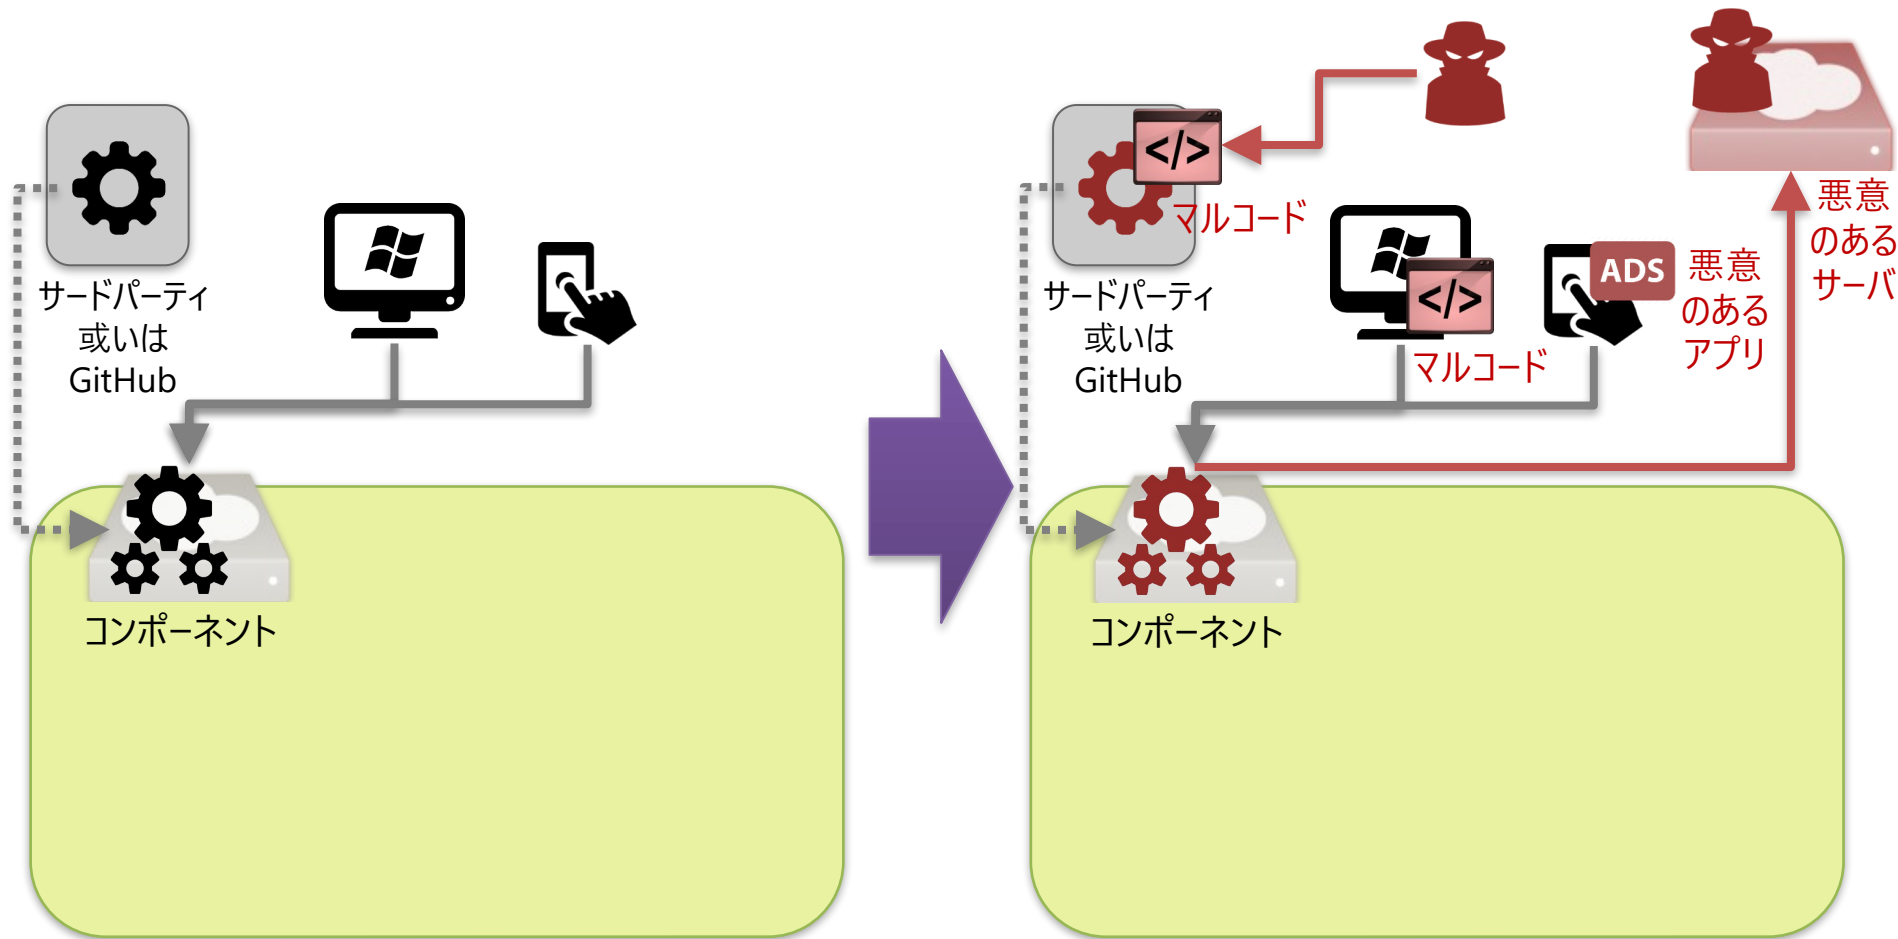 サードパーティ
或いは
GitHub
コンポーネント
</>
マルコード
サードパーティ
或いは
GitHub
</>
マルコード
ADS
悪意
のある
アプリ
悪意
のある
サーバ
コンポーネント